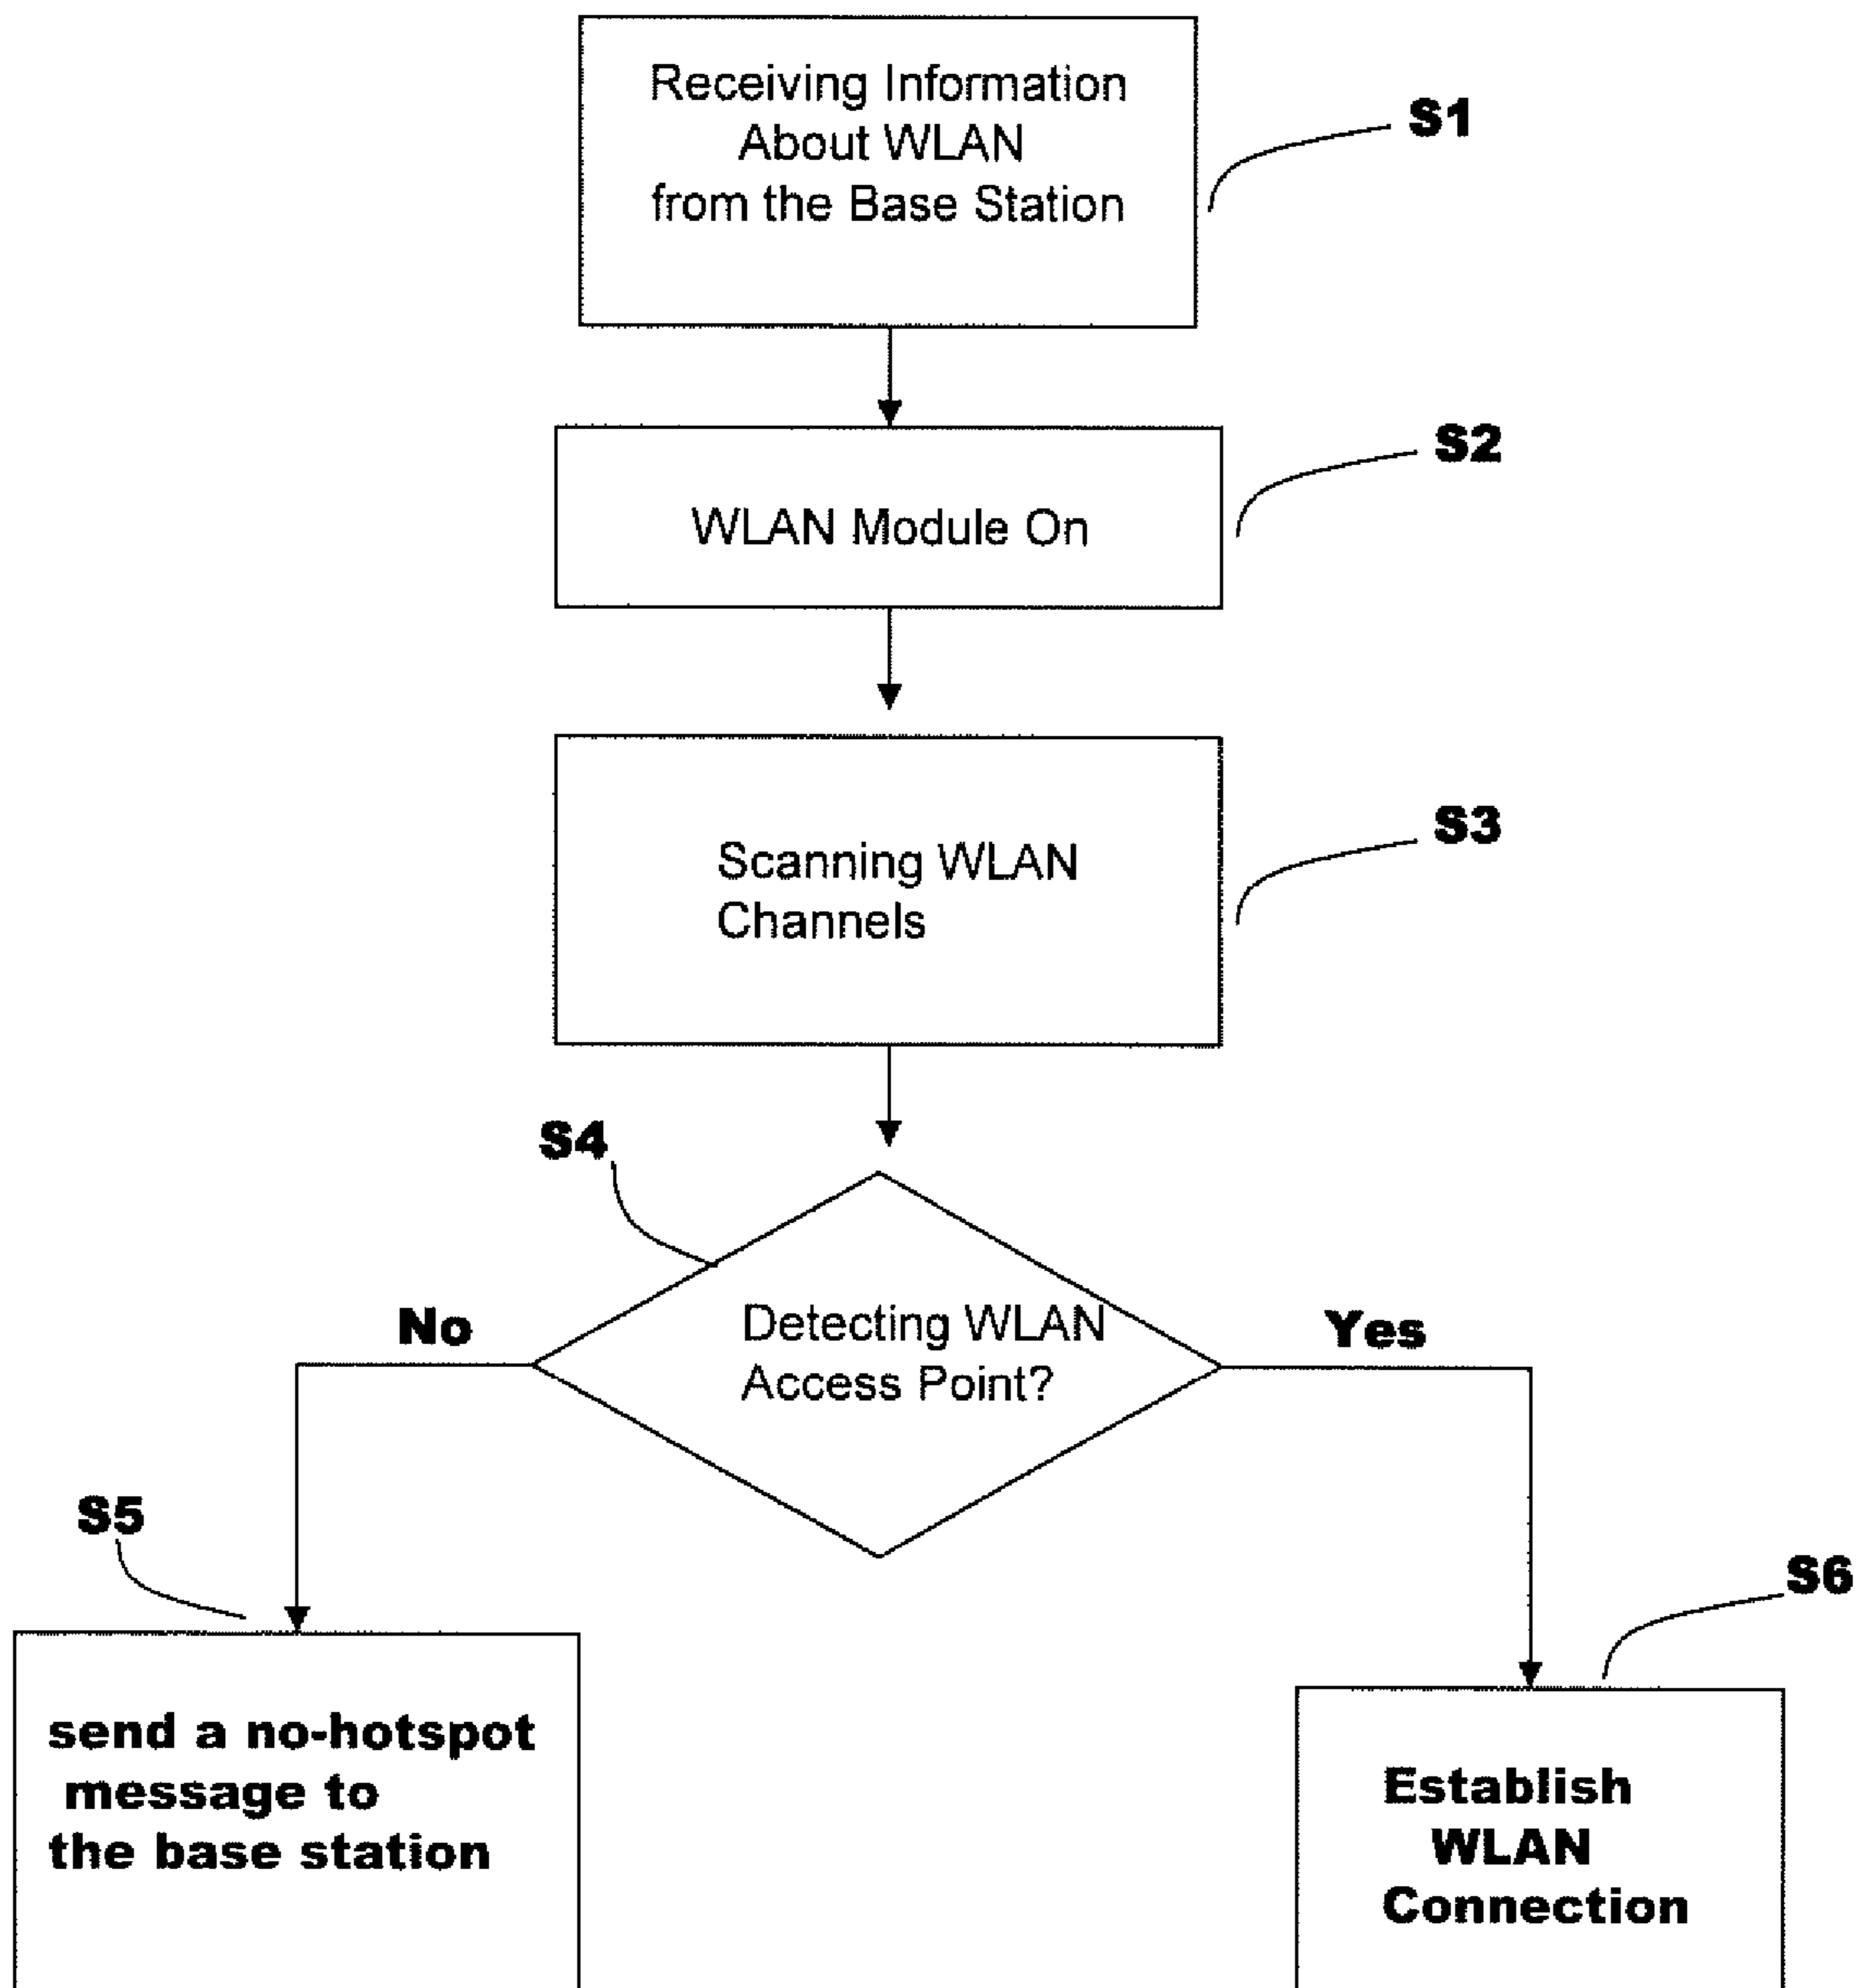 Receiving Information
About WLAN
from the Base Station
S1
WLAN Module On
S2
Scanning WLAN
Channels
S3
S4
Detecting WLAN
Access Point?
No
Yes
S5
send a no-hotspot
message to
the base station
S6
Establish
WLAN
Connection